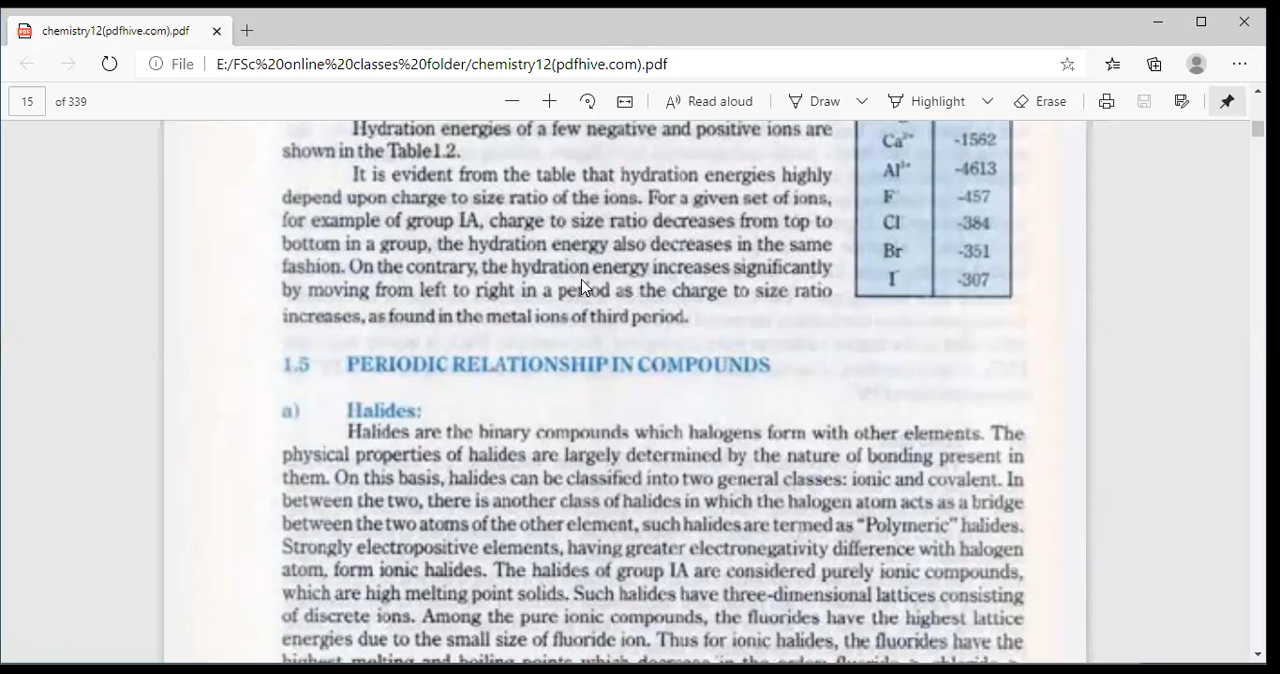 chemistry12(pdfhive.com).pdf
File E:/FSc%20online%20classes%20folder/chemistry12(pdfhive.com).pdf
15 of 339 Read aloud Draw Highlight Erase
Hydration energies of a few negative and positive ions are
shown in the Table1.2.
It is evident from the table that hydration energies highly
depend upon charge to size ratio of the ions. For a given set of ions,
for example of group IA, charge to size ratio decreases from top to
bottom in a group, the hydration energy also decreases in the same
fashion. On the contrary, the hydration energy increases significantly
by moving from left to right in a period as the charge to size ratio
increases, as found in the metal ions of third period.
Ca²⁺ -1562
Al³⁺ -4613
F⁻ -457
Cl⁻ -384
Br⁻ -351
I⁻ -307
1.5 PERIODIC RELATIONSHIP IN COMPOUNDS
a) Halides:
Halides are the binary compounds which halogens form with other elements. The
physical properties of halides are largely determined by the nature of bonding present in
them. On this basis, halides can be classified into two general classes: ionic and covalent. In
between the two, there is another class of halides in which the halogen atom acts as a bridge
between the two atoms of the other element, such halides are termed as “Polymeric” halides.
Strongly electropositive elements, having greater electronegativity difference with halogen
atom, form ionic halides. The halides of group IA are considered purely ionic compounds,
which are high melting point solids. Such halides have three-dimensional lattices consisting
of discrete ions. Among the pure ionic compounds, the fluorides have the highest lattice
energies due to the small size of fluoride ion. Thus for ionic halides, the fluorides have the
highest melting and boiling points which decrease in the order: fluoride > chloride >